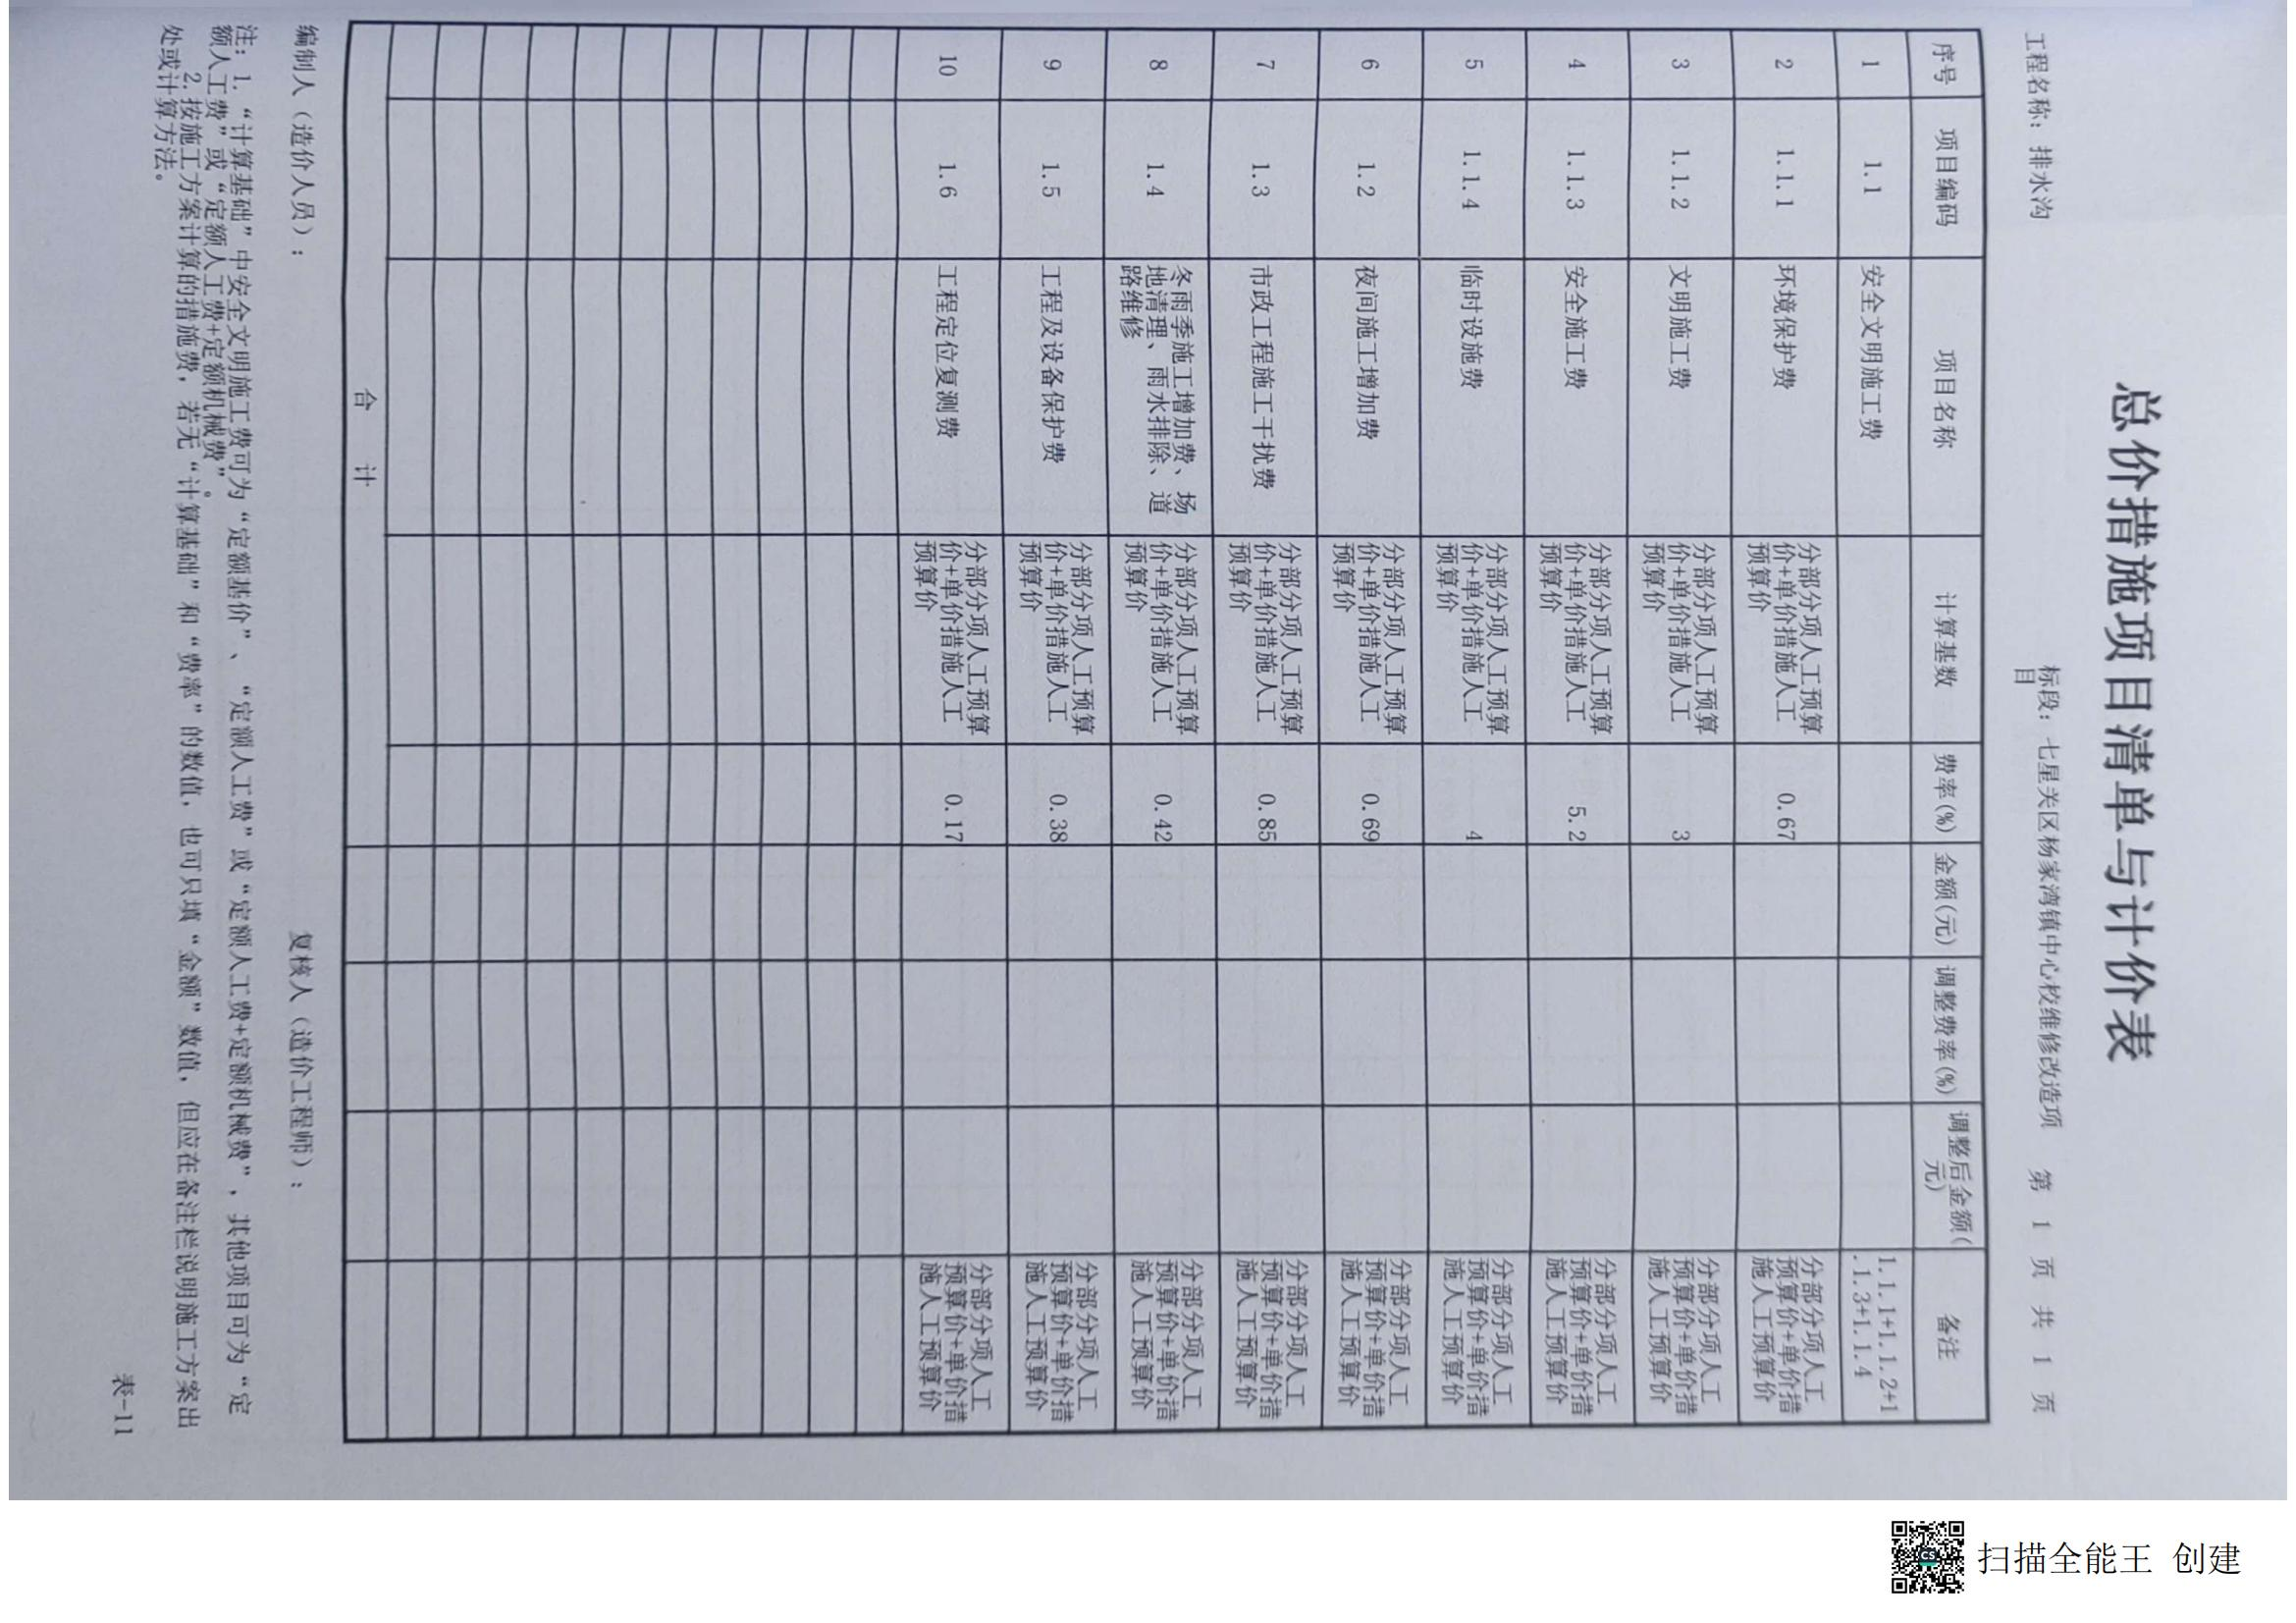 总价措施项目清单与计价表
工程名称：排水沟 标段：七星关区杨家湾镇中心校维修改造项目 第 1 页 共 1 页
序号 项目编码 项目名称 计算基数 费率(%) 金额(元) 调整费率(%) 调整后金额(元) 备注
1 1.1 安全文明施工费 1.1.1+1.1.2+1.1.3+1.1.4
2 1.1.1 环境保护费 分部分项人工预算价+单价措施人工预算价 0.67 分部分项人工预算价+单价措施人工预算价
3 1.1.2 文明施工费 分部分项人工预算价+单价措施人工预算价 3 分部分项人工预算价+单价措施人工预算价
4 1.1.3 安全施工费 分部分项人工预算价+单价措施人工预算价 5.2 分部分项人工预算价+单价措施人工预算价
5 1.1.4 临时设施费 分部分项人工预算价+单价措施人工预算价 4 分部分项人工预算价+单价措施人工预算价
6 1.2 夜间施工增加费 分部分项人工预算价+单价措施人工预算价 0.69 分部分项人工预算价+单价措施人工预算价
7 1.3 市政工程施工干扰费 分部分项人工预算价+单价措施人工预算价 0.85 分部分项人工预算价+单价措施人工预算价
8 1.4 冬雨季施工增加费、场地清理、雨水排除、道路维修 分部分项人工预算价+单价措施人工预算价 0.42 分部分项人工预算价+单价措施人工预算价
9 1.5 工程及设备保护费 分部分项人工预算价+单价措施人工预算价 0.38 分部分项人工预算价+单价措施人工预算价
10 1.6 工程定位复测费 分部分项人工预算价+单价措施人工预算价 0.17 分部分项人工预算价+单价措施人工预算价
合 计
编制人（造价人员）： 复核人（造价工程师）：
注：1.“计算基础”中安全文明施工费可为“定额基价”、“定额人工费”或“定额人工费+定额机械费”，其他项目可为“定
额人工费”或“定额人工费+定额机械费”。
2.按施工方案计算的措施费，若无“计算基础”和“费率”的数值，也可只填“金额”数值，但应在备注栏说明施工方案出
处或计算方法。
表-11
扫描全能王 创建